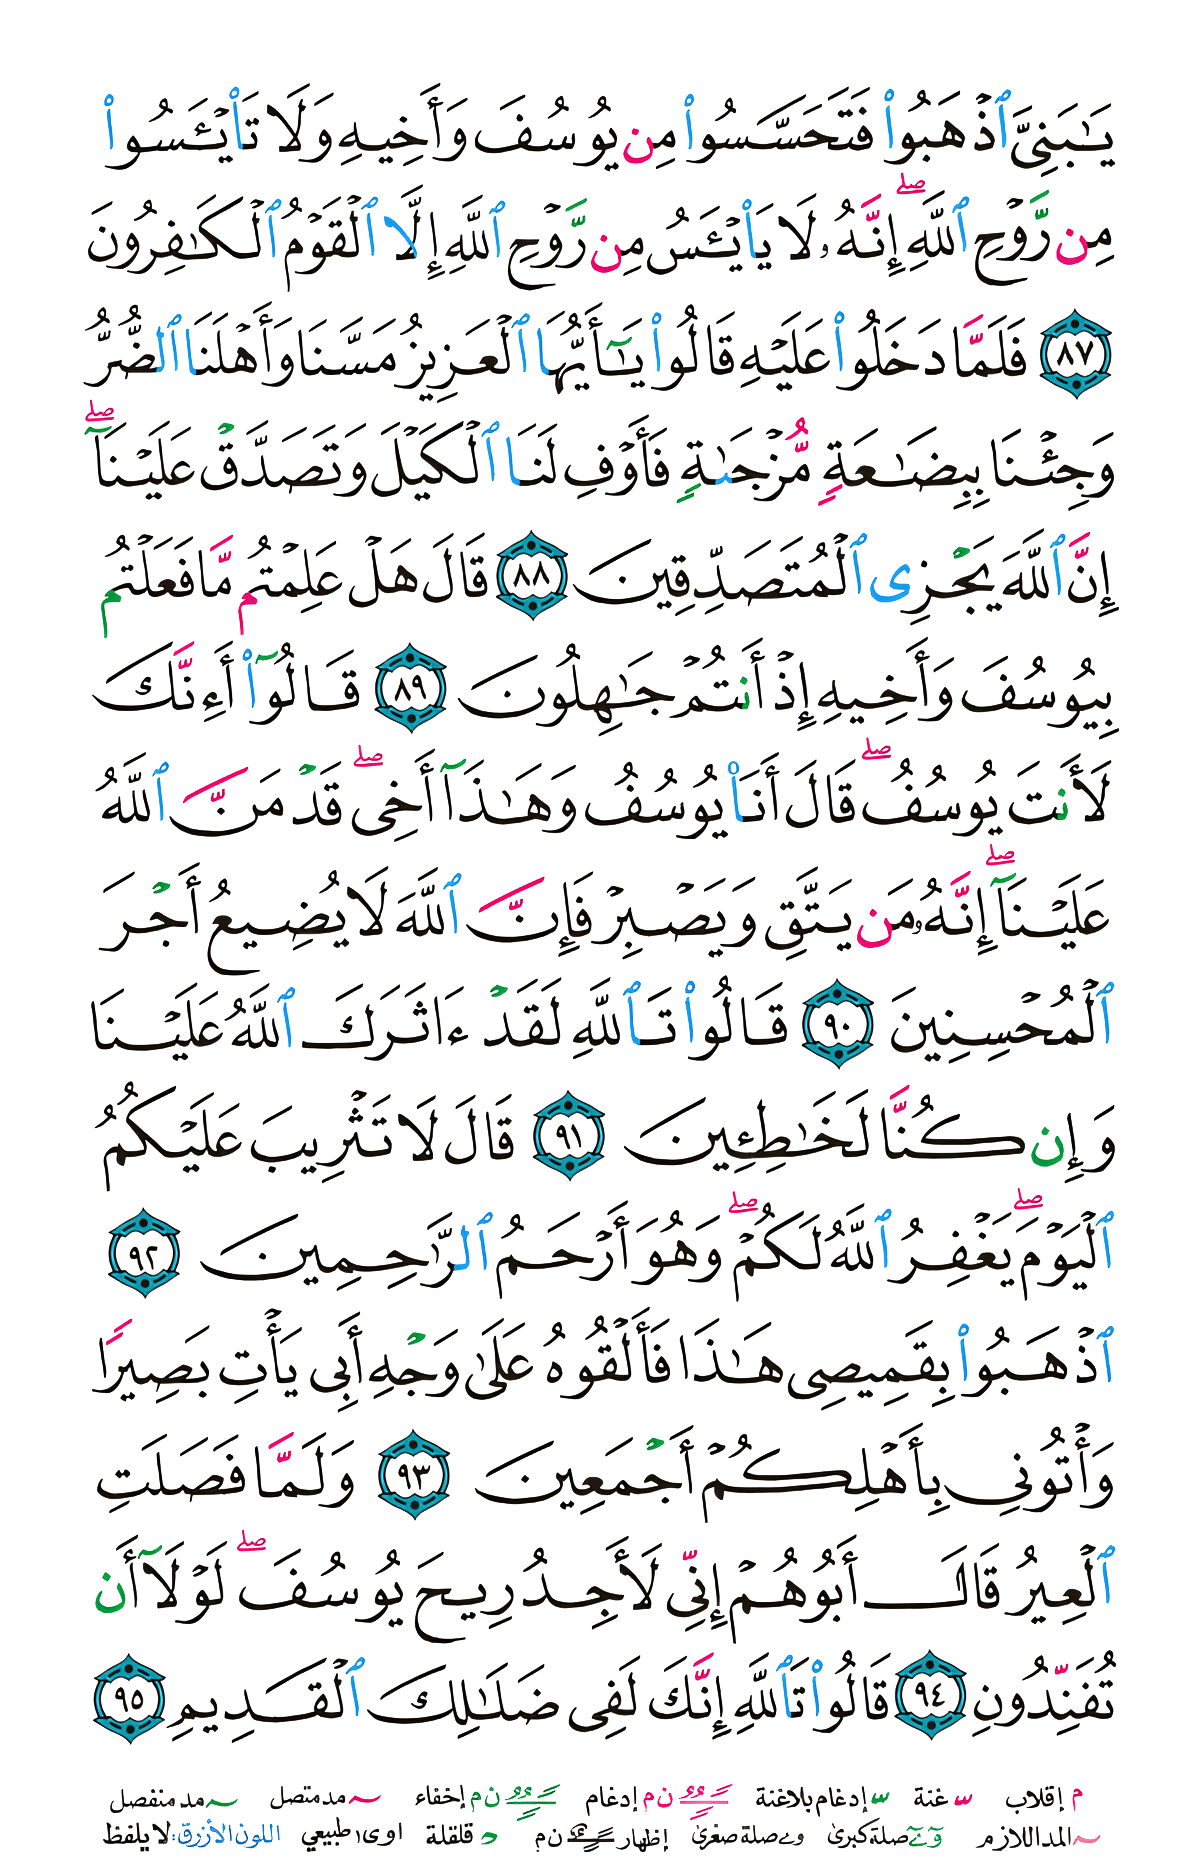 يَـٰبَنِىَّ ٱذْهَبُوا۟ فَتَحَسَّسُوا۟ مِن يُوسُفَ وَأَخِيهِ وَلَا تَا۟يْـَٔسُوا۟
مِن رَّوْحِ ٱللَّهِ ۖ إِنَّهُۥ لَا يَا۟يْـَٔسُ مِن رَّوْحِ ٱللَّهِ إِلَّا ٱلْقَوْمُ ٱلْكَـٰفِرُونَ
٨٧ فَلَمَّا دَخَلُوا۟ عَلَيْهِ قَالُوا۟ يَـٰٓأَيُّهَا ٱلْعَزِيزُ مَسَّنَا وَأَهْلَنَا ٱلضُّرُّ
وَجِئْنَا بِبِضَـٰعَةٍ مُّزْجَىٰةٍ فَأَوْفِ لَنَا ٱلْكَيْلَ وَتَصَدَّقْ عَلَيْنَآ ۖ
إِنَّ ٱللَّهَ يَجْزِى ٱلْمُتَصَدِّقِينَ ٨٨ قَالَ هَلْ عَلِمْتُم مَّا فَعَلْتُم
بِيُوسُفَ وَأَخِيهِ إِذْ أَنتُمْ جَـٰهِلُونَ ٨٩ قَالُوٓا۟ أَءِنَّكَ
لَأَنتَ يُوسُفُ ۖ قَالَ أَنَا۠ يُوسُفُ وَهَـٰذَآ أَخِى ۖ قَدْ مَنَّ ٱللَّهُ
عَلَيْنَآ ۖ إِنَّهُۥ مَن يَتَّقِ وَيَصْبِرْ فَإِنَّ ٱللَّهَ لَا يُضِيعُ أَجْرَ
ٱلْمُحْسِنِينَ ٩٠ قَالُوا۟ تَٱللَّهِ لَقَدْ ءَاثَرَكَ ٱللَّهُ عَلَيْنَا
وَإِن كُنَّا لَخَـٰطِـِٔينَ ٩١ قَالَ لَا تَثْرِيبَ عَلَيْكُمُ
ٱلْيَوْمَ ۖ يَغْفِرُ ٱللَّهُ لَكُمْ ۖ وَهُوَ أَرْحَمُ ٱلرَّٰحِمِينَ ٩٢
ٱذْهَبُوا۟ بِقَمِيصِى هَـٰذَا فَأَلْقُوهُ عَلَىٰ وَجْهِ أَبِى يَأْتِ بَصِيرًا
وَأْتُونِى بِأَهْلِكُمْ أَجْمَعِينَ ٩٣ وَلَمَّا فَصَلَتِ
ٱلْعِيرُ قَالَ أَبُوهُمْ إِنِّى لَأَجِدُ رِيحَ يُوسُفَ ۖ لَوْلَآ أَن
تُفَنِّدُونِ ٩٤ قَالُوا۟ تَٱللَّهِ إِنَّكَ لَفِى ضَلَـٰلِكَ ٱلْقَدِيمِ ٩٥
م إقلاب غنة إدغام بلاغنة ن م إدغام ن م إخفاء مد متصل مد منفصل
المد اللازم صلة كبرى وے صلة صغرى إظهار ن م قلقلة اوى ١ طبيعي اللون الأزرق: لا يلفظ